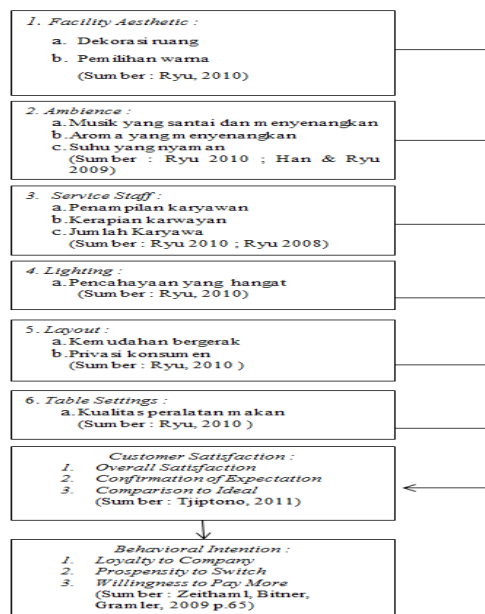 1. Facility Aesthetic :
a. Dekorasi ruang
b. Pemilihan warna
(Sumber : Ryu, 2010)
2. Ambience :
a. Musik yang santai dan menyenangkan
b. Aroma yang menyenangkan
c. Suhu yang nyaman
(Sumber : Ryu 2010 ; Han & Ryu
2009)
3. Service Staff :
a. Penampilan karyawan
b. Kerapian karwayan
c. Jumlah Karyawa
(Sumber : Ryu 2010 ; Ryu 2008)
4. Lighting :
a. Pencahayaan yang hangat
(Sumber : Ryu, 2010)
5. Layout :
a. Kemudahan bergerak
b. Privasi konsumen
(Sumber : Ryu, 2010 )
6. Table Settings :
a. Kualitas peralatan makan
(Sumber : Ryu, 2010 )
Customer Satisfaction :
1. Overall Satisfaction
2. Confirmation of Expectation
3. Comparison to Ideal
(Sumber : Tjiptono, 2011)
Behavioral Intention :
1. Loyalty to Company
2. Prospensity to Switch
3. Willingness to Pay More
(Sumber : Zeithaml, Bitner,
Gramler, 2009 p.65)